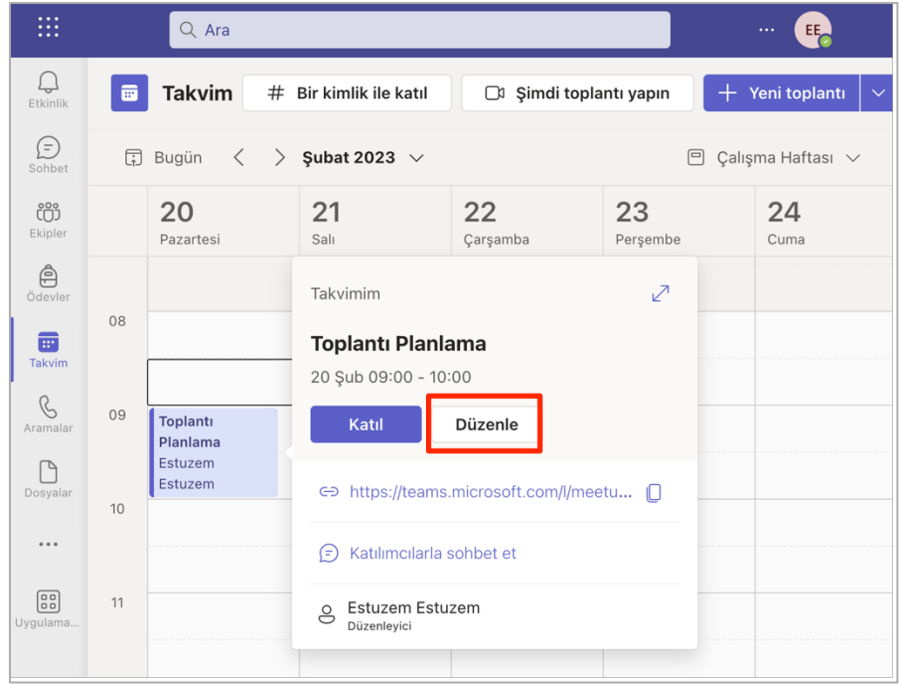 Ara
...
EE
Etkinlik
Sohbet
Ekipler
Ödevler
Takvim
Aramalar
Dosyalar
...
Uygulama...
Takvim
# Bir kimlik ile katıl
Şimdi toplantı yapın
+ Yeni toplantı
Bugün
Şubat 2023
Çalışma Haftası
20
Pazartesi
21
Salı
22
Çarşamba
23
Perşembe
24
Cuma
08
09
10
11
Toplantı
Planlama
Estuzem
Estuzem
Takvimim
Toplantı Planlama
20 Şub 09:00 - 10:00
Katıl
Düzenle
https://teams.microsoft.com/l/meetu...
Katılımcılarla sohbet et
Estuzem Estuzem
Düzenleyici